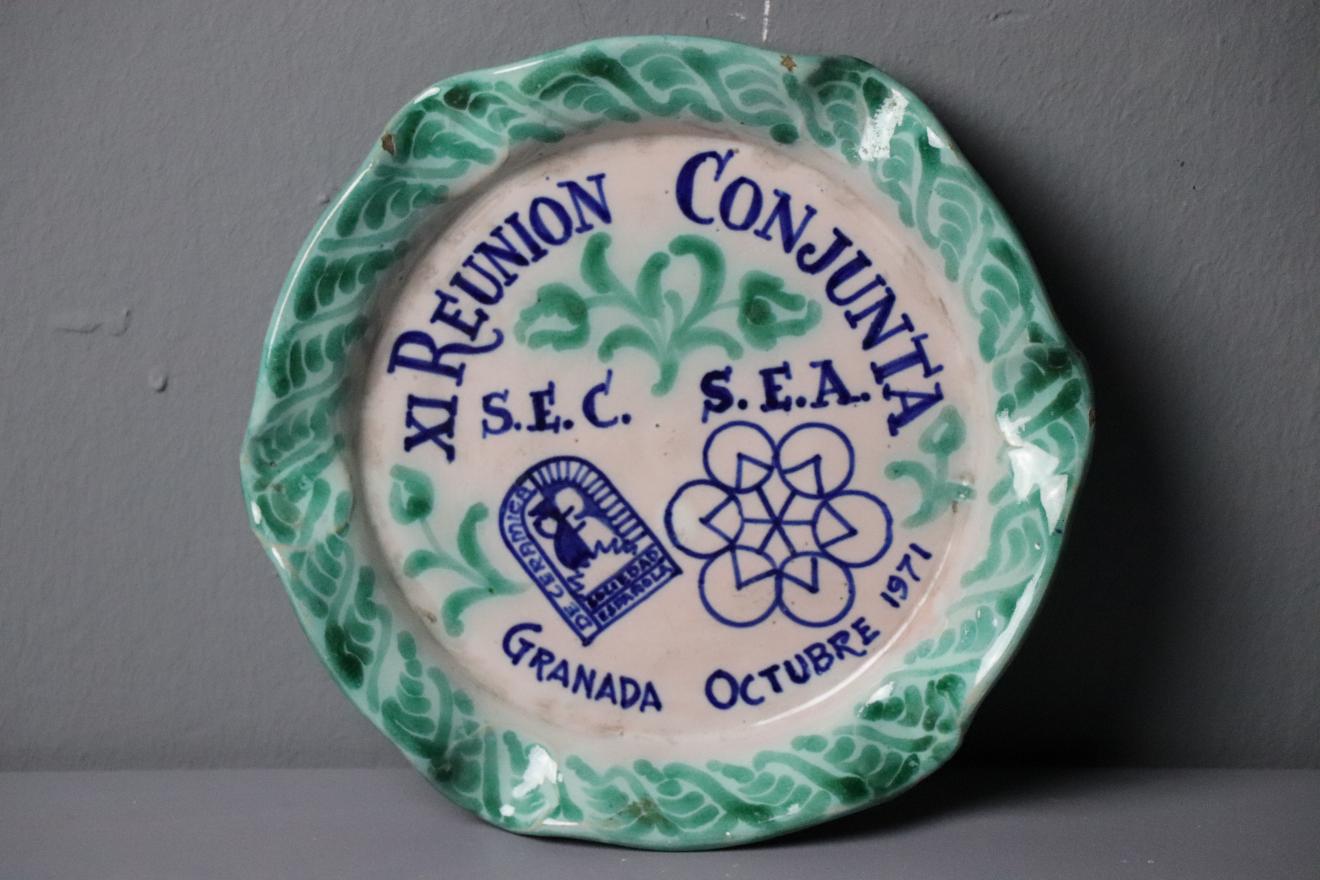 XI REUNION CONJUNTA
S.E.C. S.E.A.
SOCIEDAD
ESPAÑOLA
DE CERAMICA
GRANADA OCTUBRE 1971